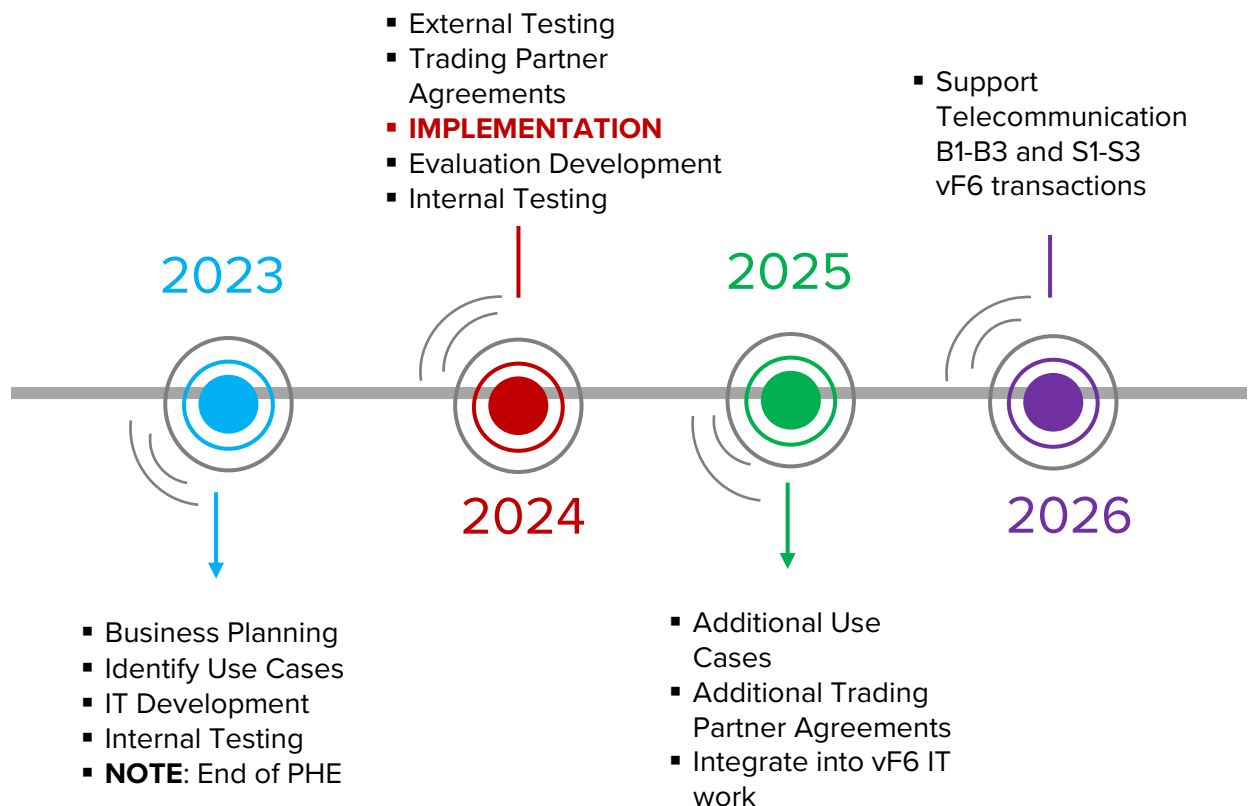 ▪ External Testing
▪ Trading Partner
Agreements
▪ IMPLEMENTATION
▪ Evaluation Development
▪ Internal Testing
▪ Support
Telecommunication
B1-B3 and S1-S3
vF6 transactions
2023
2025
2024
2026
▪ Business Planning
▪ Identify Use Cases
▪ IT Development
▪ Internal Testing
▪ NOTE: End of PHE
▪ Additional Use
Cases
▪ Additional Trading
Partner Agreements
▪ Integrate into vF6 IT
work